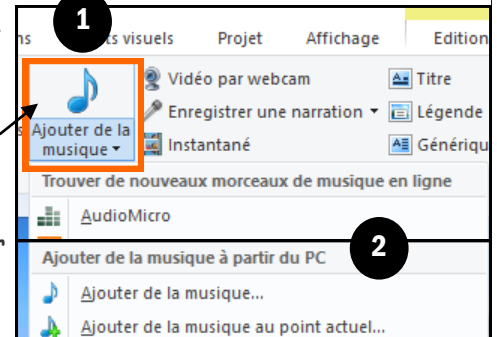 1
ns ts visuels Projet Affichage Edition
Vidéo par webcam Titre
Ajouter de la musique Enregistrer une narration Légende
Instantané Génériqu
Trouver de nouveaux morceaux de musique en ligne
AudioMicro
2
Ajouter de la musique à partir du PC
Ajouter de la musique...
Ajouter de la musique au point actuel...